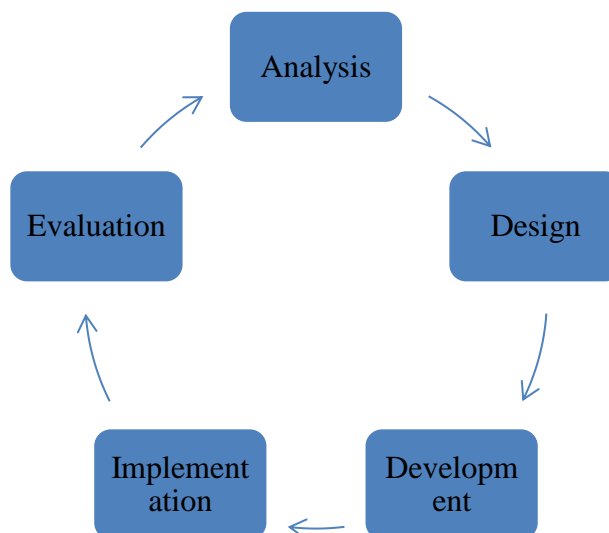 Analysis
Evaluation
Design
Implement
ation
Developm
ent